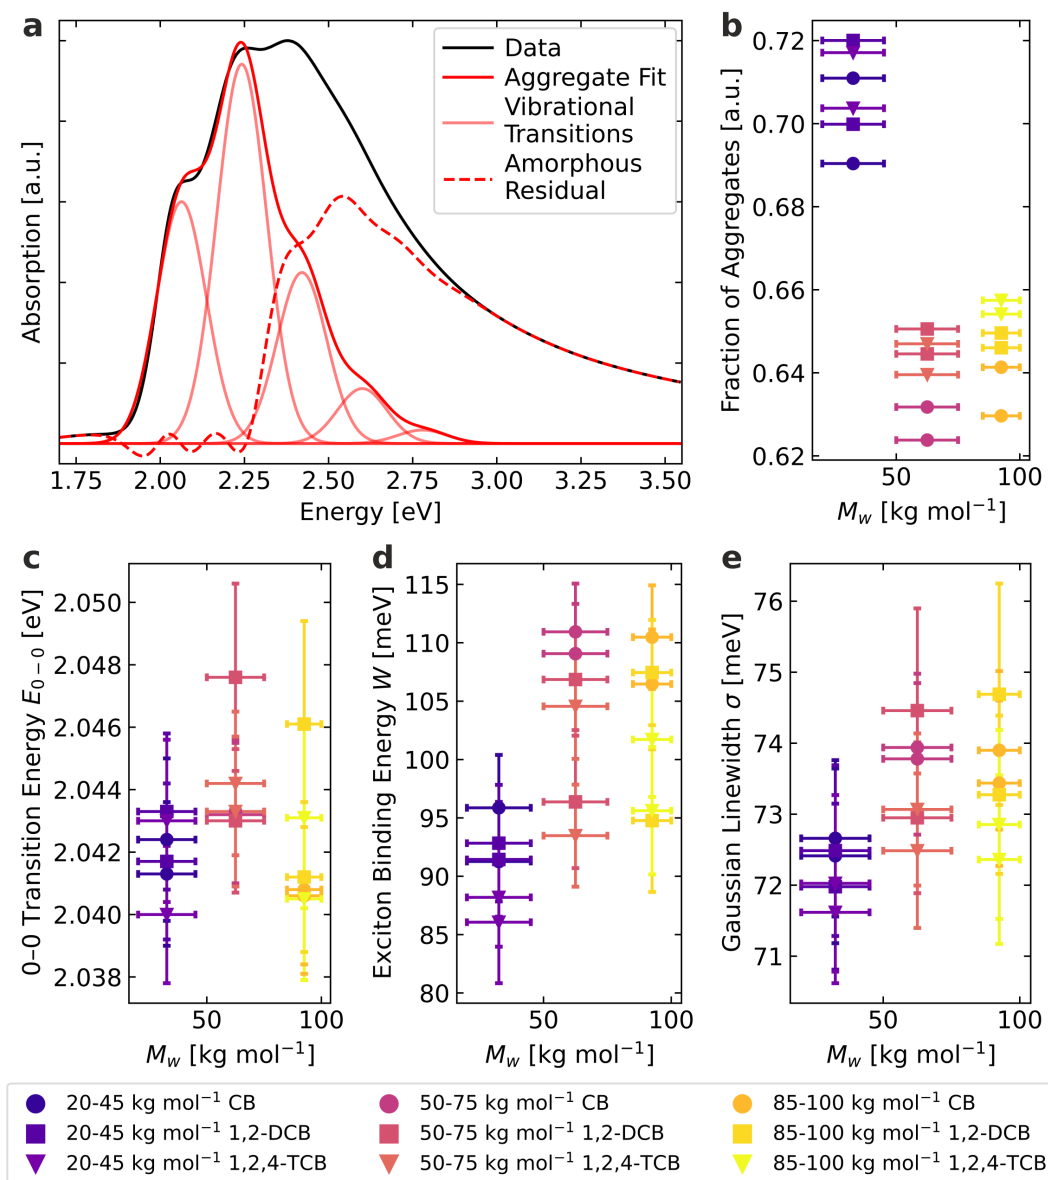 a
Absorption [a.u.]
Data
Aggregate Fit
Vibrational
Transitions
Amorphous
Residual
1.75 2.00 2.25 2.50 2.75 3.00 3.25 3.50
Energy [eV]
b
Fraction of Aggregates [a.u.]
0.72
0.70
0.68
0.66
0.64
0.62
50 100
M_w [kg mol⁻¹]
c
0–0 Transition Energy E₀₋₀ [eV]
2.050
2.048
2.046
2.044
2.042
2.040
2.038
50 100
M_w [kg mol⁻¹]
d
Exciton Binding Energy W [meV]
115
110
105
100
95
90
85
80
50 100
M_w [kg mol⁻¹]
e
Gaussian Linewidth σ [meV]
76
75
74
73
72
71
50 100
M_w [kg mol⁻¹]
20-45 kg mol⁻¹ CB
20-45 kg mol⁻¹ 1,2-DCB
20-45 kg mol⁻¹ 1,2,4-TCB
50-75 kg mol⁻¹ CB
50-75 kg mol⁻¹ 1,2-DCB
50-75 kg mol⁻¹ 1,2,4-TCB
85-100 kg mol⁻¹ CB
85-100 kg mol⁻¹ 1,2-DCB
85-100 kg mol⁻¹ 1,2,4-TCB